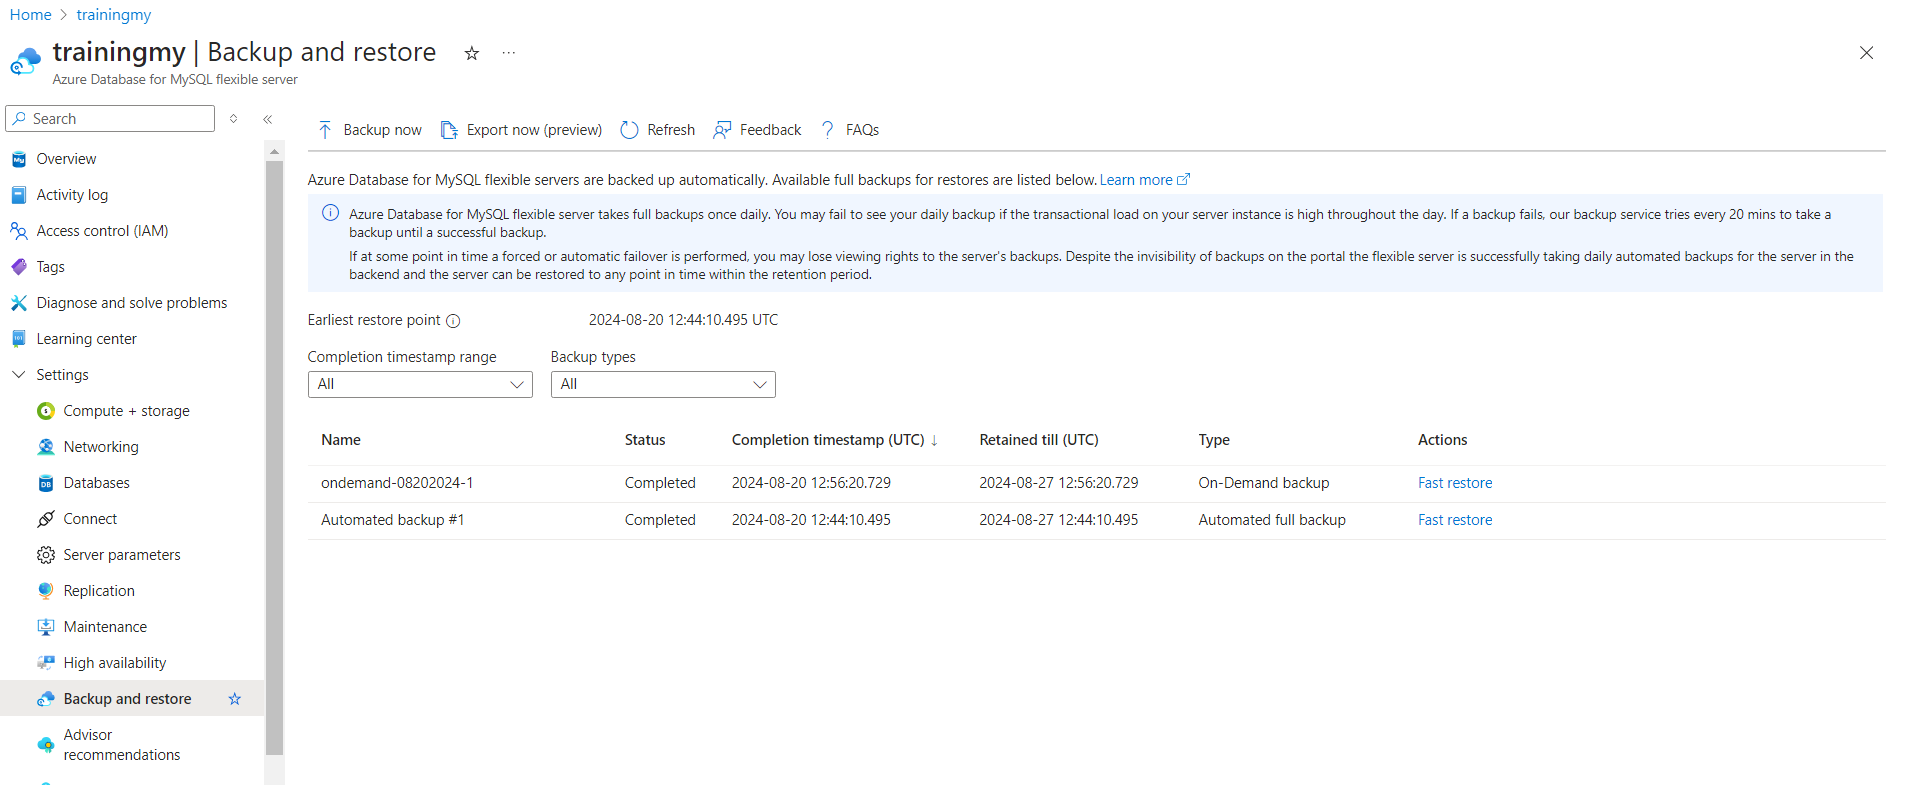 Home > trainingmy
trainingmy | Backup and restore
Azure Database for MySQL flexible server
Search
Overview
Activity log
Access control (IAM)
Tags
Diagnose and solve problems
Learning center
Settings
Compute + storage
Networking
Databases
Connect
Server parameters
Replication
Maintenance
High availability
Backup and restore
Advisor
recommendations
Backup now Export now (preview) Refresh Feedback FAQs
Azure Database for MySQL flexible servers are backed up automatically. Available full backups for restores are listed below. Learn more
Azure Database for MySQL flexible server takes full backups once daily. You may fail to see your daily backup if the transactional load on your server instance is high throughout the day. If a backup fails, our backup service tries every 20 mins to take a
backup until a successful backup.
If at some point in time a forced or automatic failover is performed, you may lose viewing rights to the server's backups. Despite the invisibility of backups on the portal the flexible server is successfully taking daily automated backups for the server in the
backend and the server can be restored to any point in time within the retention period.
Earliest restore point 2024-08-20 12:44:10.495 UTC
Completion timestamp range Backup types
All All
Name Status Completion timestamp (UTC) ↓ Retained till (UTC) Type Actions
ondemand-08202024-1 Completed 2024-08-20 12:56:20.729 2024-08-27 12:56:20.729 On-Demand backup Fast restore
Automated backup #1 Completed 2024-08-20 12:44:10.495 2024-08-27 12:44:10.495 Automated full backup Fast restore